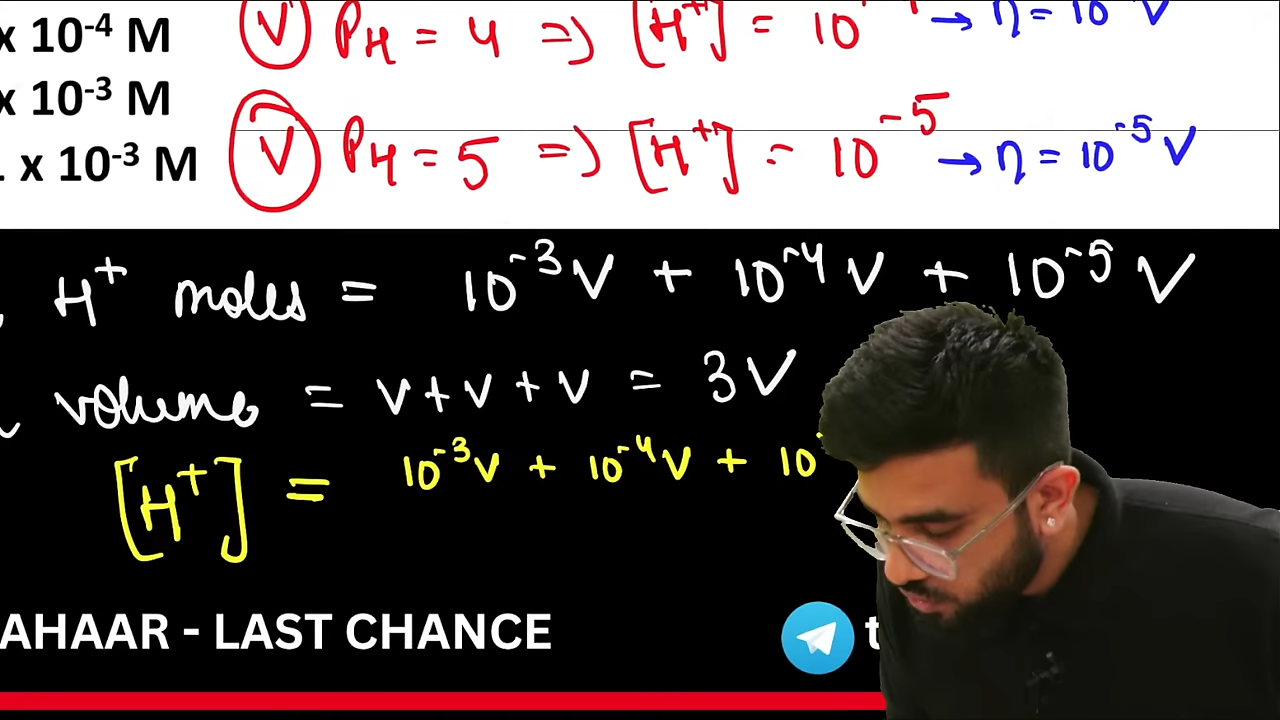 x 10⁻⁴ M
x 10⁻³ M
x 10⁻³ M
V PH = 4 ⇒ [H⁺] = 10 → η = 10 V
V PH = 5 ⇒ [H⁺] = 10⁻⁵ → η = 10⁻⁵ V
H⁺ moles = 10⁻³V + 10⁻⁴V + 10⁻⁵V
volume = V + V + V = 3V
[H⁺] = 10⁻³V + 10⁻⁴V + 10
AHAAR - LAST CHANCE
t